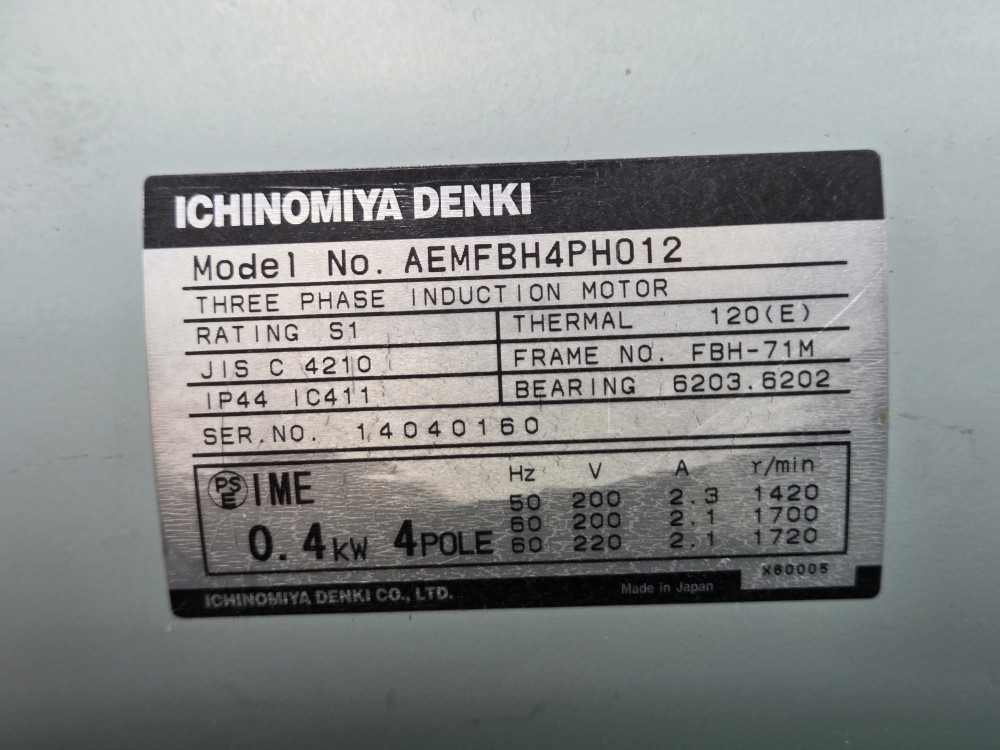 ICHINOMIYA DENKI
Model No. AEMFBH4PH012
THREE PHASE INDUCTION MOTOR
RATING S1 THERMAL 120(E)
JIS C 4210 FRAME NO. FBH-71M
IP44 IC411 BEARING 6203.6202
SER.NO. 14040160
PS E IME Hz V A r/min
50 200 2.3 1420
60 200 2.1 1700
0.4kW 4POLE 60 220 2.1 1720
X60005
ICHINOMIYA DENKI CO., LTD. Made in Japan